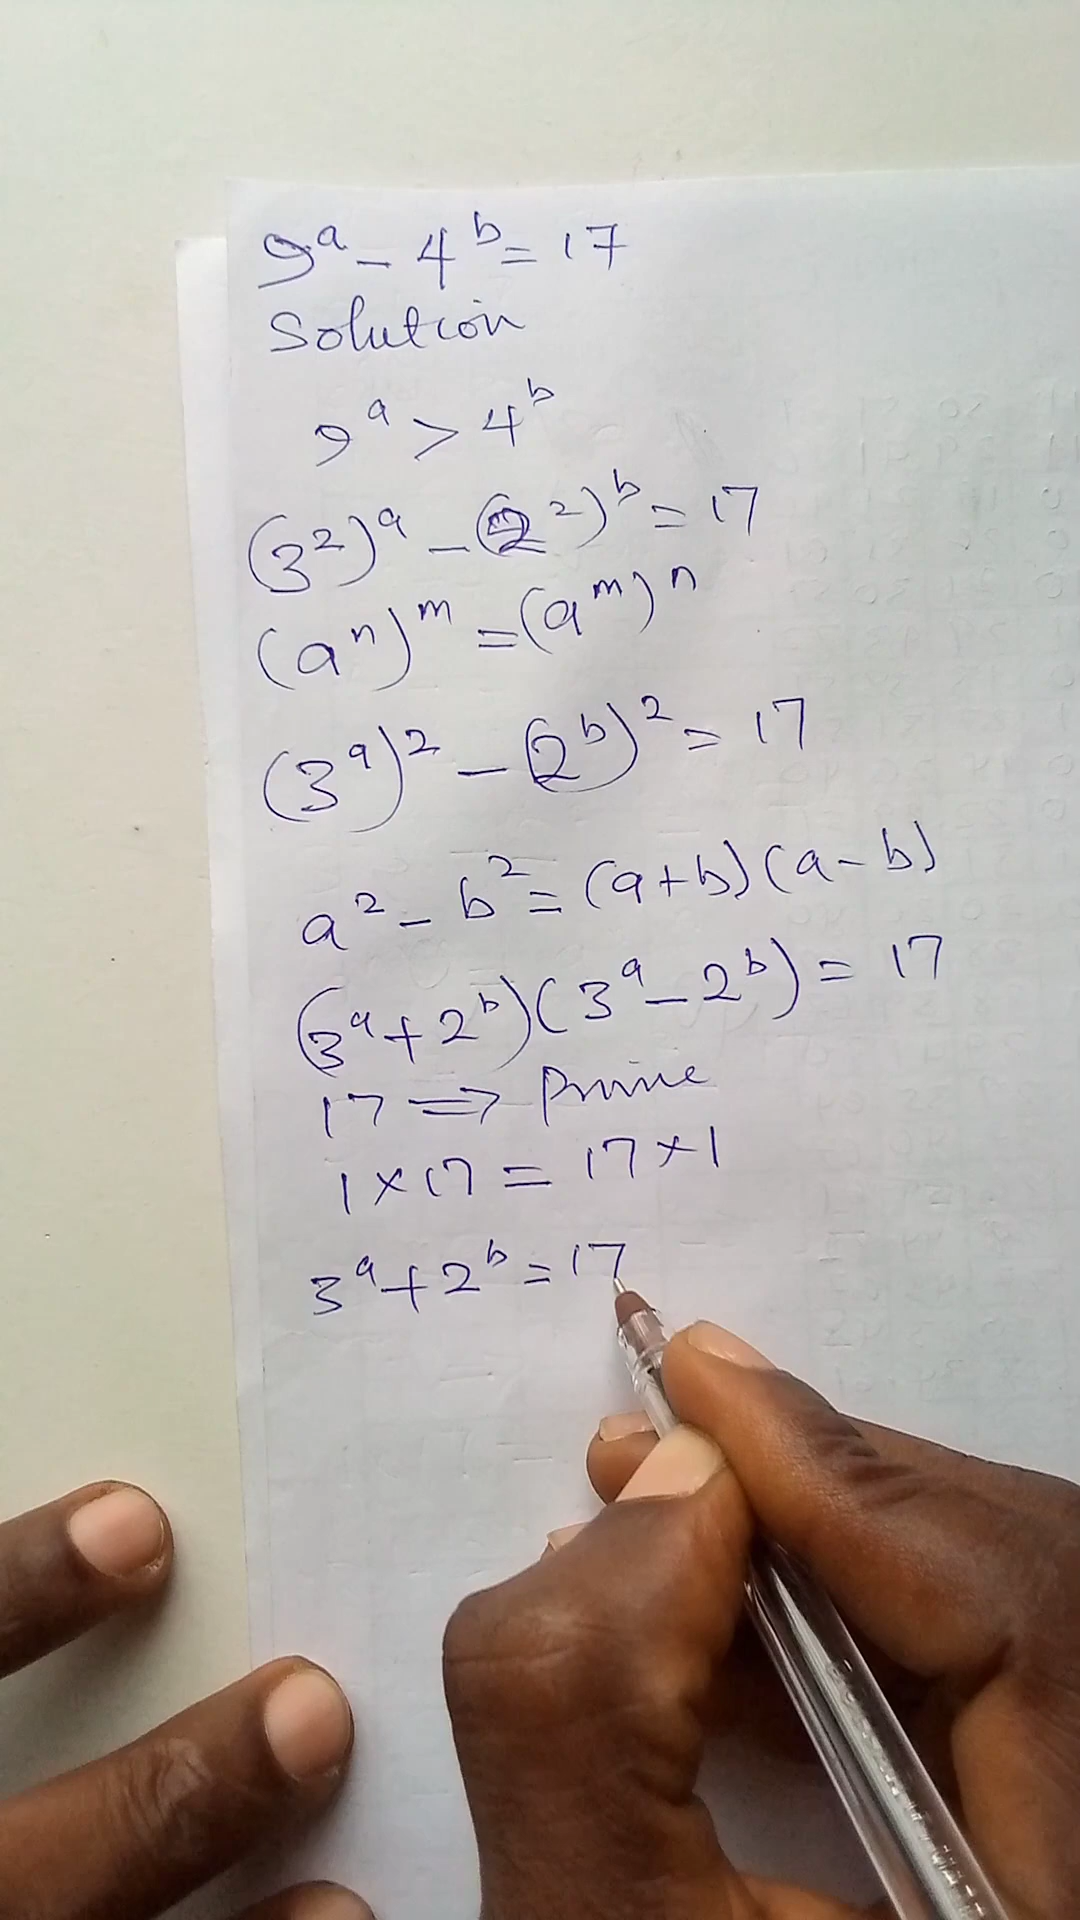 9^a - 4^b = 17
Solution
9^a > 4^b
(3^2)^a - (2^2)^b = 17
(a^n)^m = (a^m)^n
(3^a)^2 - (2^b)^2 = 17
a^2 - b^2 = (a+b)(a-b)
(3^a + 2^b)(3^a - 2^b) = 17
17 ⇒ Prime
1 × 17 = 17 × 1
3^a + 2^b = 17